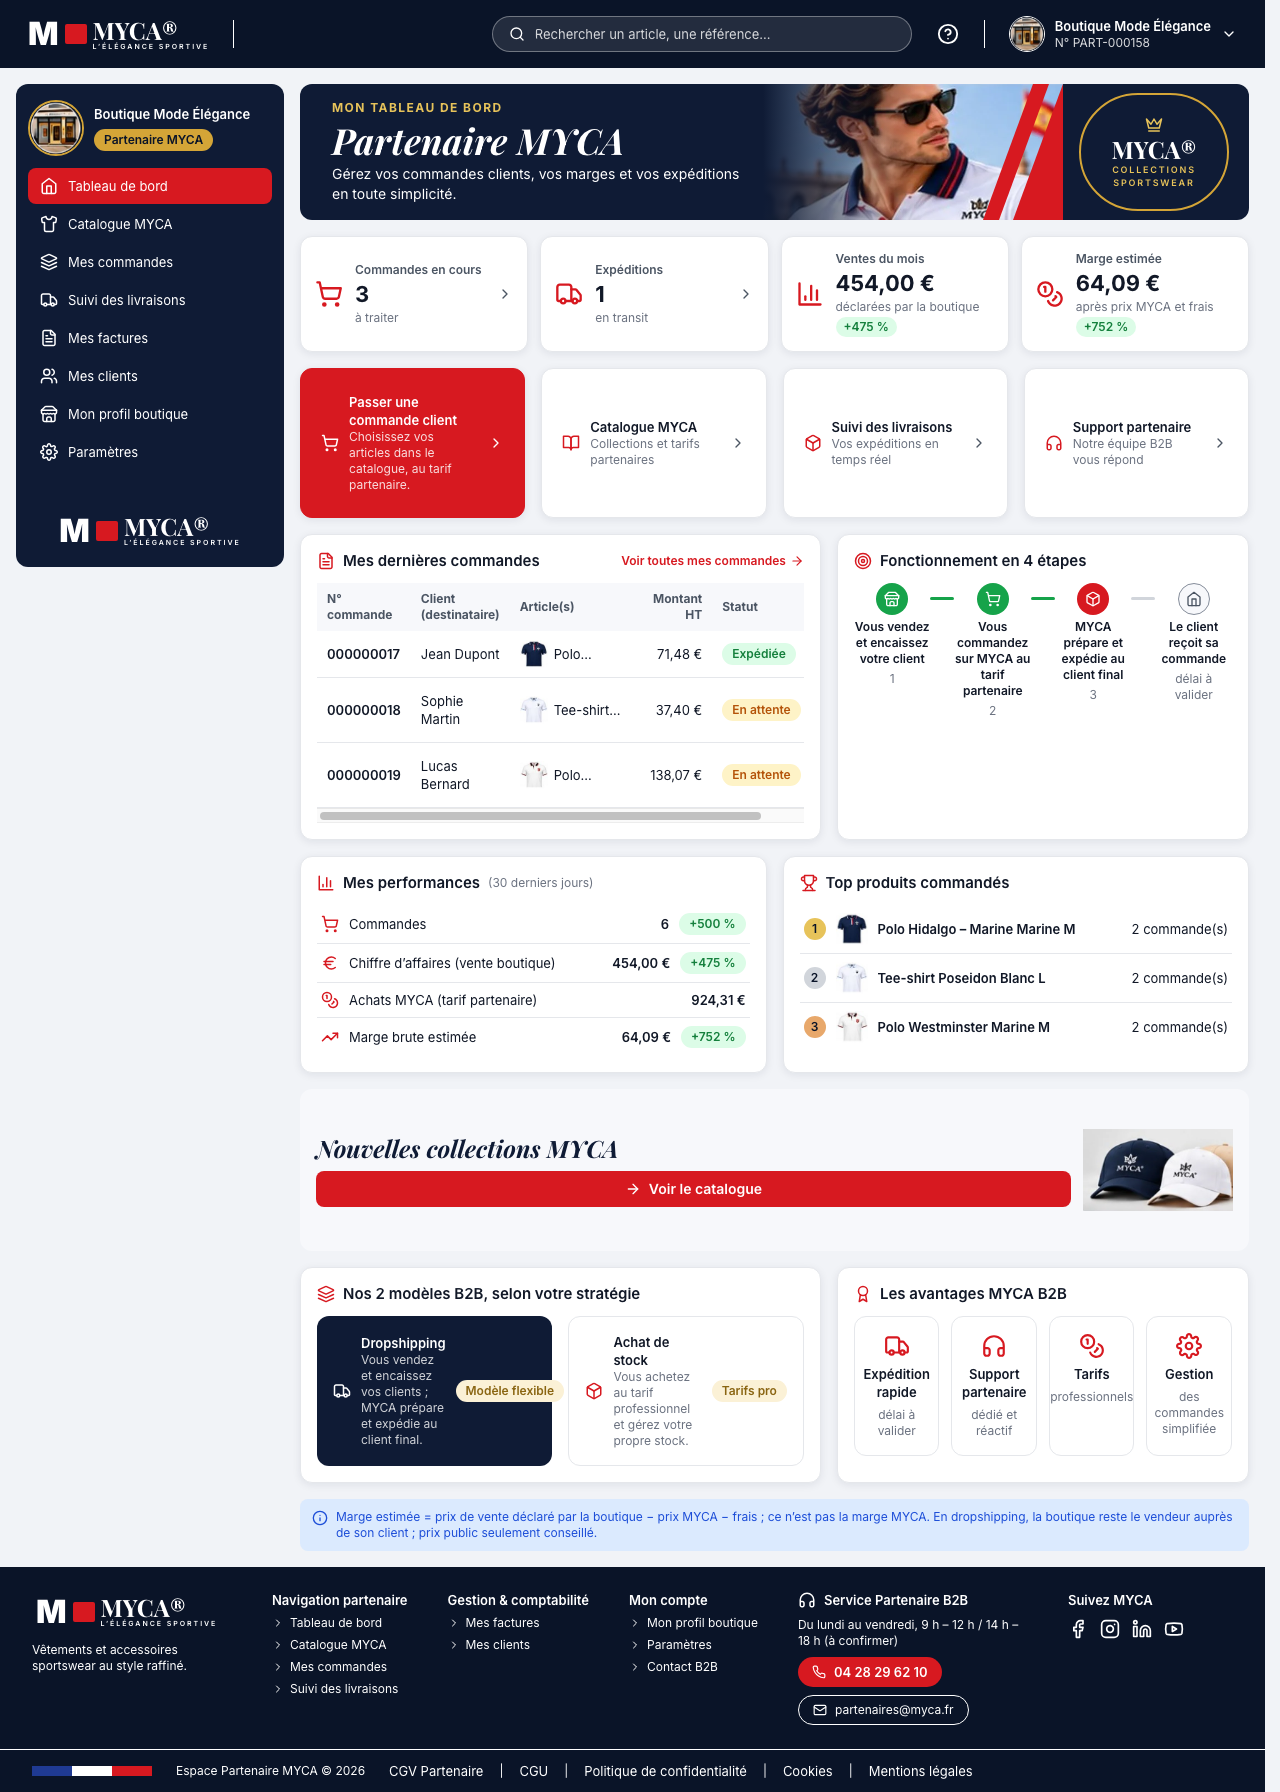 M MYCA®
L'ÉLÉGANCE SPORTIVE
Rechercher un article, une référence...
Boutique Mode Élégance
N° PART-000158
Boutique Mode Élégance
Partenaire MYCA
Tableau de bord
Catalogue MYCA
Mes commandes
Suivi des livraisons
Mes factures
Mes clients
Mon profil boutique
Paramètres
M MYCA®
L'ÉLÉGANCE SPORTIVE
MON TABLEAU DE BORD
Partenaire MYCA
Gérez vos commandes clients, vos marges et vos expéditions
en toute simplicité.
MYCA
MYCA®
COLLECTIONS
SPORTSWEAR
Commandes en cours
3
à traiter
Expéditions
1
en transit
Ventes du mois
454,00 €
déclarées par la boutique
+475 %
Marge estimée
64,09 €
après prix MYCA et frais
+752 %
Passer une
commande client
Choisissez vos
articles dans le
catalogue, au tarif
partenaire.
Catalogue MYCA
Collections et tarifs
partenaires
Suivi des livraisons
Vos expéditions en
temps réel
Support partenaire
Notre équipe B2B
vous répond
Mes dernières commandes
Voir toutes mes commandes
N°
commande
Client
(destinataire)
Article(s)
Montant
HT
Statut
000000017 Jean Dupont Polo... 71,48 € Expédiée
000000018 Sophie
Martin Tee-shirt... 37,40 € En attente
000000019 Lucas
Bernard Polo... 138,07 € En attente
Fonctionnement en 4 étapes
Vous vendez
et encaissez
votre client
1
Vous
commandez
sur MYCA au
tarif
partenaire
2
MYCA
prépare et
expédie au
client final
3
Le client
reçoit sa
commande
délai à
valider
Mes performances (30 derniers jours)
Commandes 6 +500 %
Chiffre d’affaires (vente boutique) 454,00 € +475 %
Achats MYCA (tarif partenaire) 924,31 €
Marge brute estimée 64,09 € +752 %
Top produits commandés
1 Polo Hidalgo – Marine Marine M 2 commande(s)
2 Tee-shirt Poseidon Blanc L 2 commande(s)
3 Polo Westminster Marine M 2 commande(s)
Nouvelles collections MYCA
Voir le catalogue
MYCA
MYCA
Nos 2 modèles B2B, selon votre stratégie
Dropshipping
Vous vendez
et encaissez
vos clients ;
MYCA prépare
et expédie au
client final.
Modèle flexible
Achat de
stock
Vous achetez
au tarif
professionnel
et gérez votre
propre stock.
Tarifs pro
Les avantages MYCA B2B
Expédition
rapide
délai à
valider
Support
partenaire
dédié et
réactif
Tarifs
professionnels
Gestion
des
commandes
simplifiée
Marge estimée = prix de vente déclaré par la boutique − prix MYCA − frais ; ce n’est pas la marge MYCA. En dropshipping, la boutique reste le vendeur auprès
de son client ; prix public seulement conseillé.
M MYCA®
L'ÉLÉGANCE SPORTIVE
Vêtements et accessoires
sportswear au style raffiné.
Navigation partenaire
Tableau de bord
Catalogue MYCA
Mes commandes
Suivi des livraisons
Gestion & comptabilité
Mes factures
Mes clients
Mon compte
Mon profil boutique
Paramètres
Contact B2B
Service Partenaire B2B
Du lundi au vendredi, 9 h – 12 h / 14 h –
18 h (à confirmer)
04 28 29 62 10
partenaires@myca.fr
Suivez MYCA
Espace Partenaire MYCA © 2026 CGV Partenaire | CGU | Politique de confidentialité | Cookies | Mentions légales